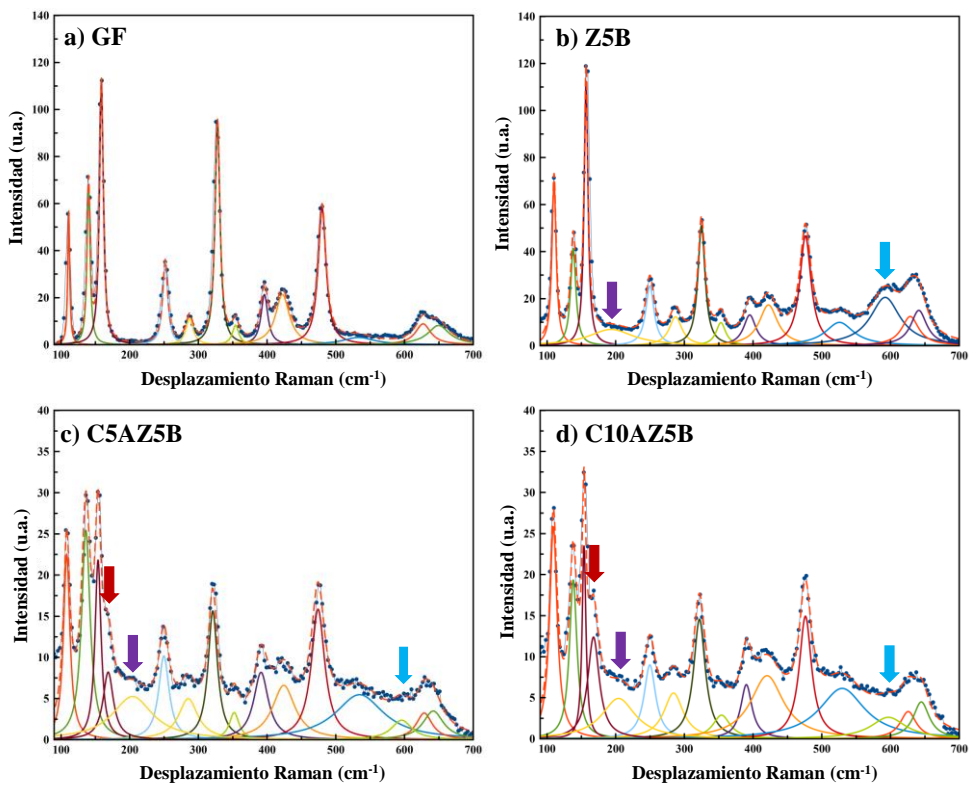 a) GF
140
120
100
80
60
40
20
0
100 200 300 400 500 600 700
Intensidad (u.a.)
Desplazamiento Raman (cm-1)
b) Z5B
140
120
100
80
60
40
20
0
100 200 300 400 500 600 700
Intensidad (u.a.)
Desplazamiento Raman (cm-1)
c) C5AZ5B
40
35
30
25
20
15
10
5
0
100 200 300 400 500 600 700
Intensidad (u.a.)
Desplazamiento Raman (cm-1)
d) C10AZ5B
40
35
30
25
20
15
10
5
0
100 200 300 400 500 600 700
Intensidad (u.a.)
Desplazamiento Raman (cm-1)